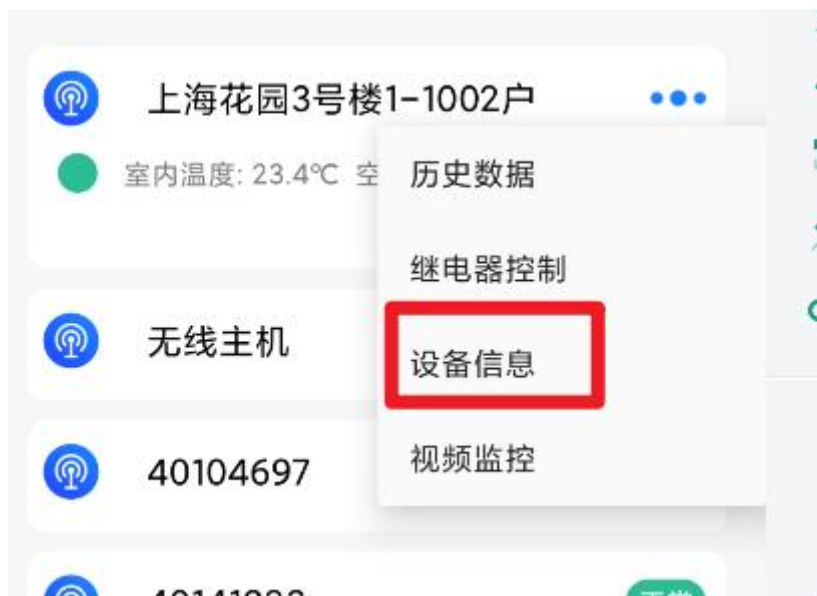 上海花园3号楼1-1002户
室内温度: 23.4℃ 空
历史数据
继电器控制
无线主机
设备信息
40104697
视频监控